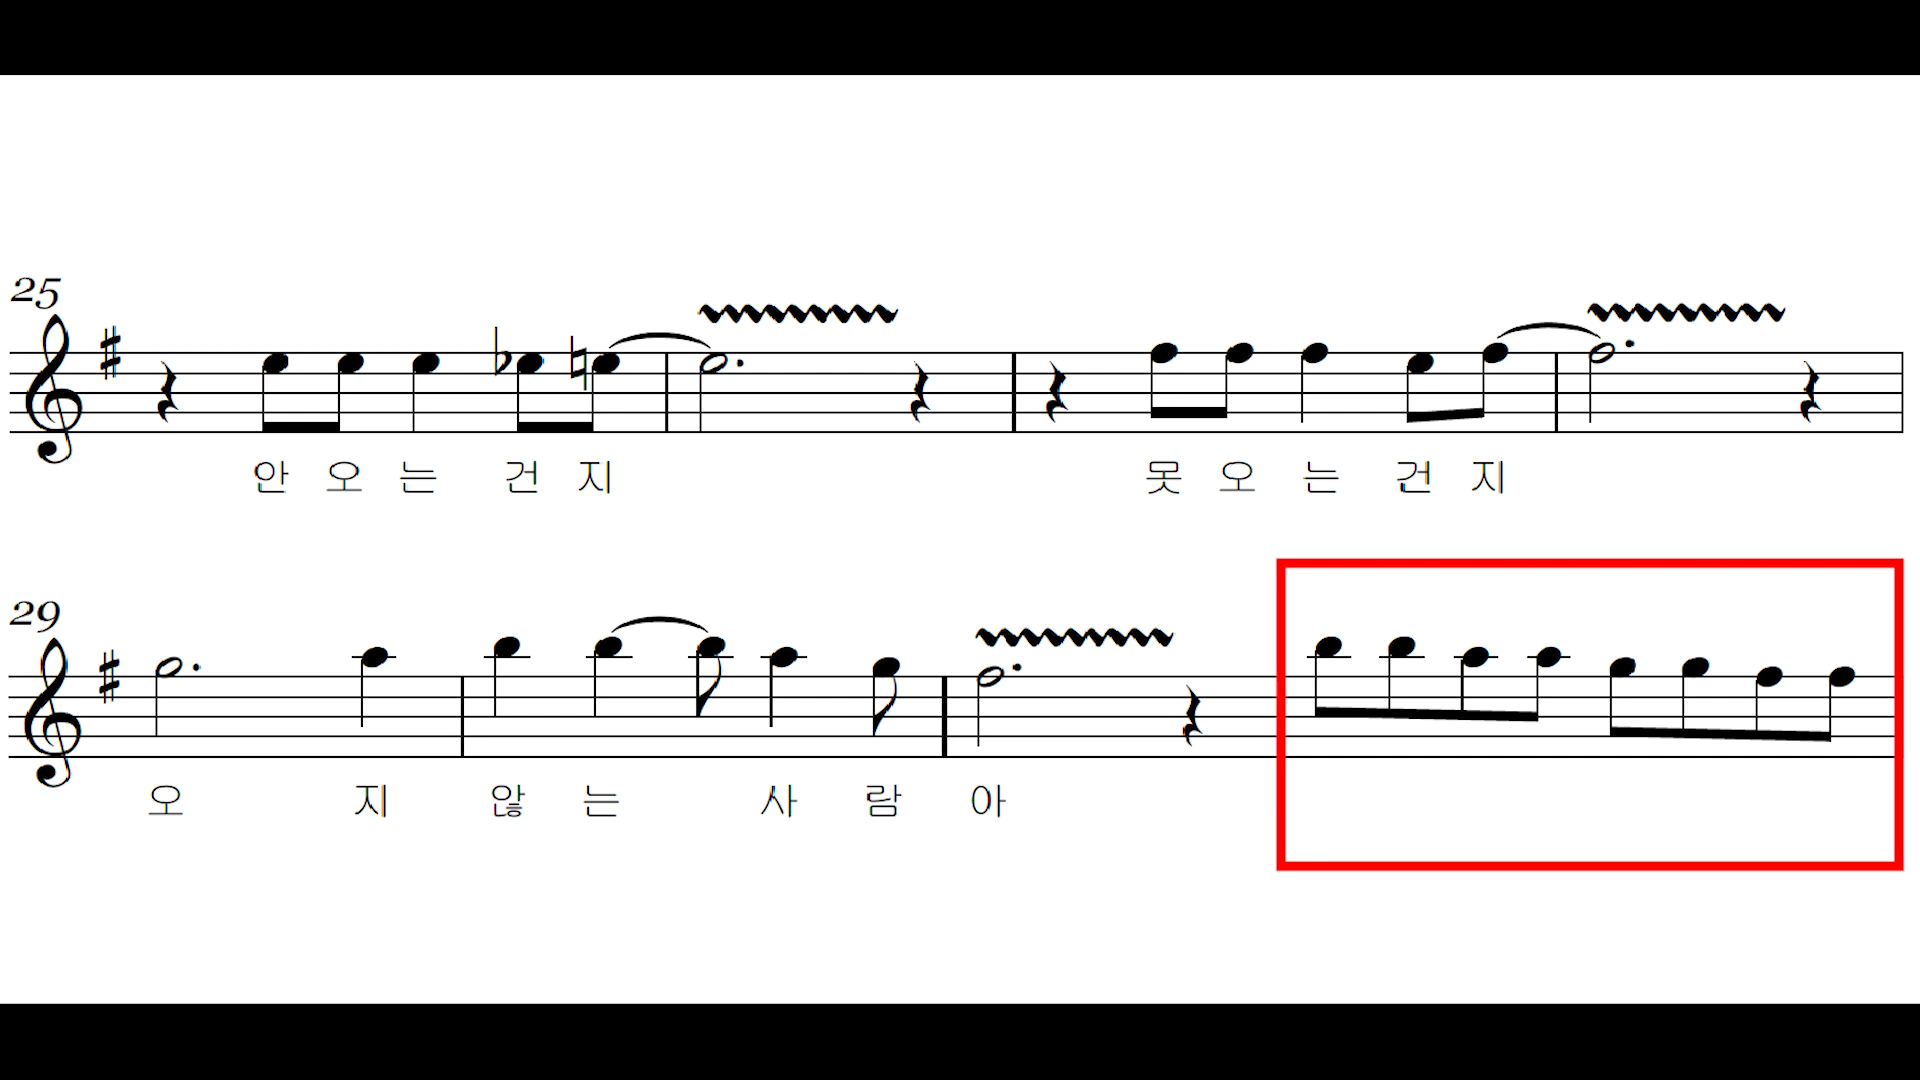 25
안 오 는 건 지 못 오 는 건 지
29
오 지 않 는 사 람 아